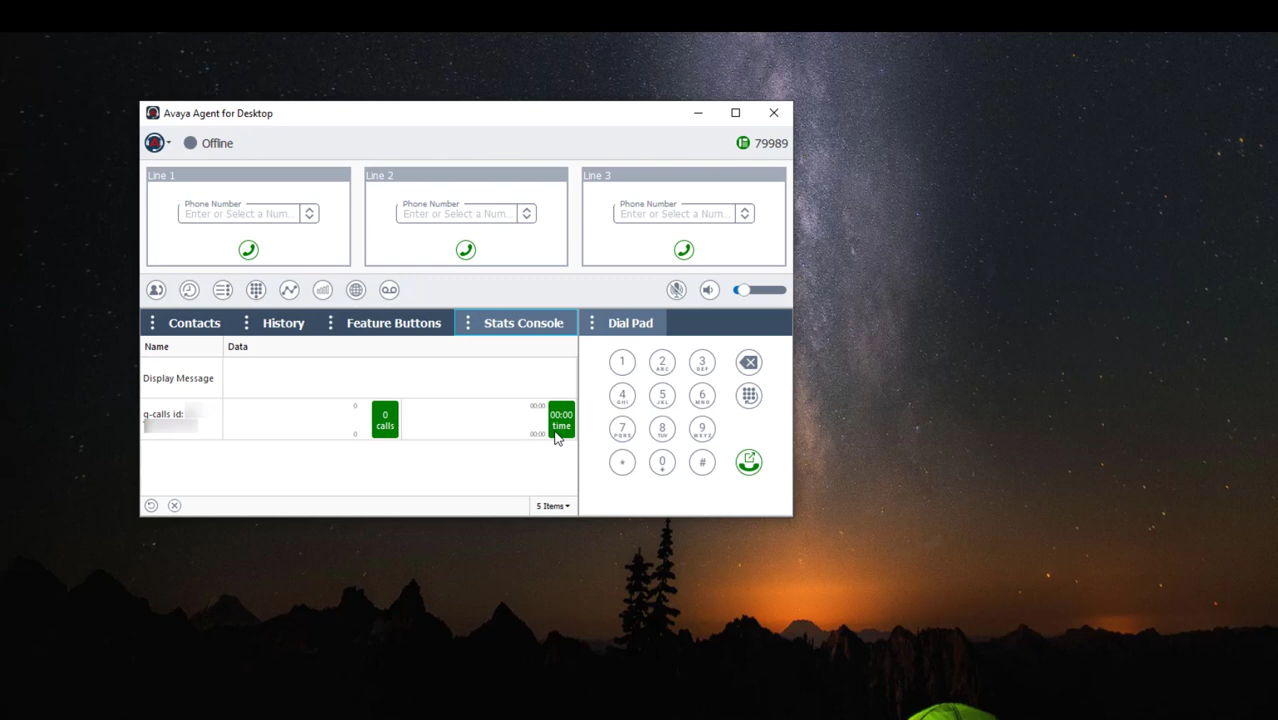 Avaya Agent for Desktop
Offline
79989
Line 1
Line 2
Line 3
Phone Number
Enter or Select a Num...
Phone Number
Enter or Select a Num...
Phone Number
Enter or Select a Num...
Contacts
History
Feature Buttons
Stats Console
Dial Pad
Name
Data
Display Message
q-calls id:
0
0
0
calls
00:00
00:00
00:00
time
5 Items
1
2
ABC
3
DEF
4
GHI
5
JKL
6
MNO
7
PQRS
8
TUV
9
WXYZ
*
0
+
#